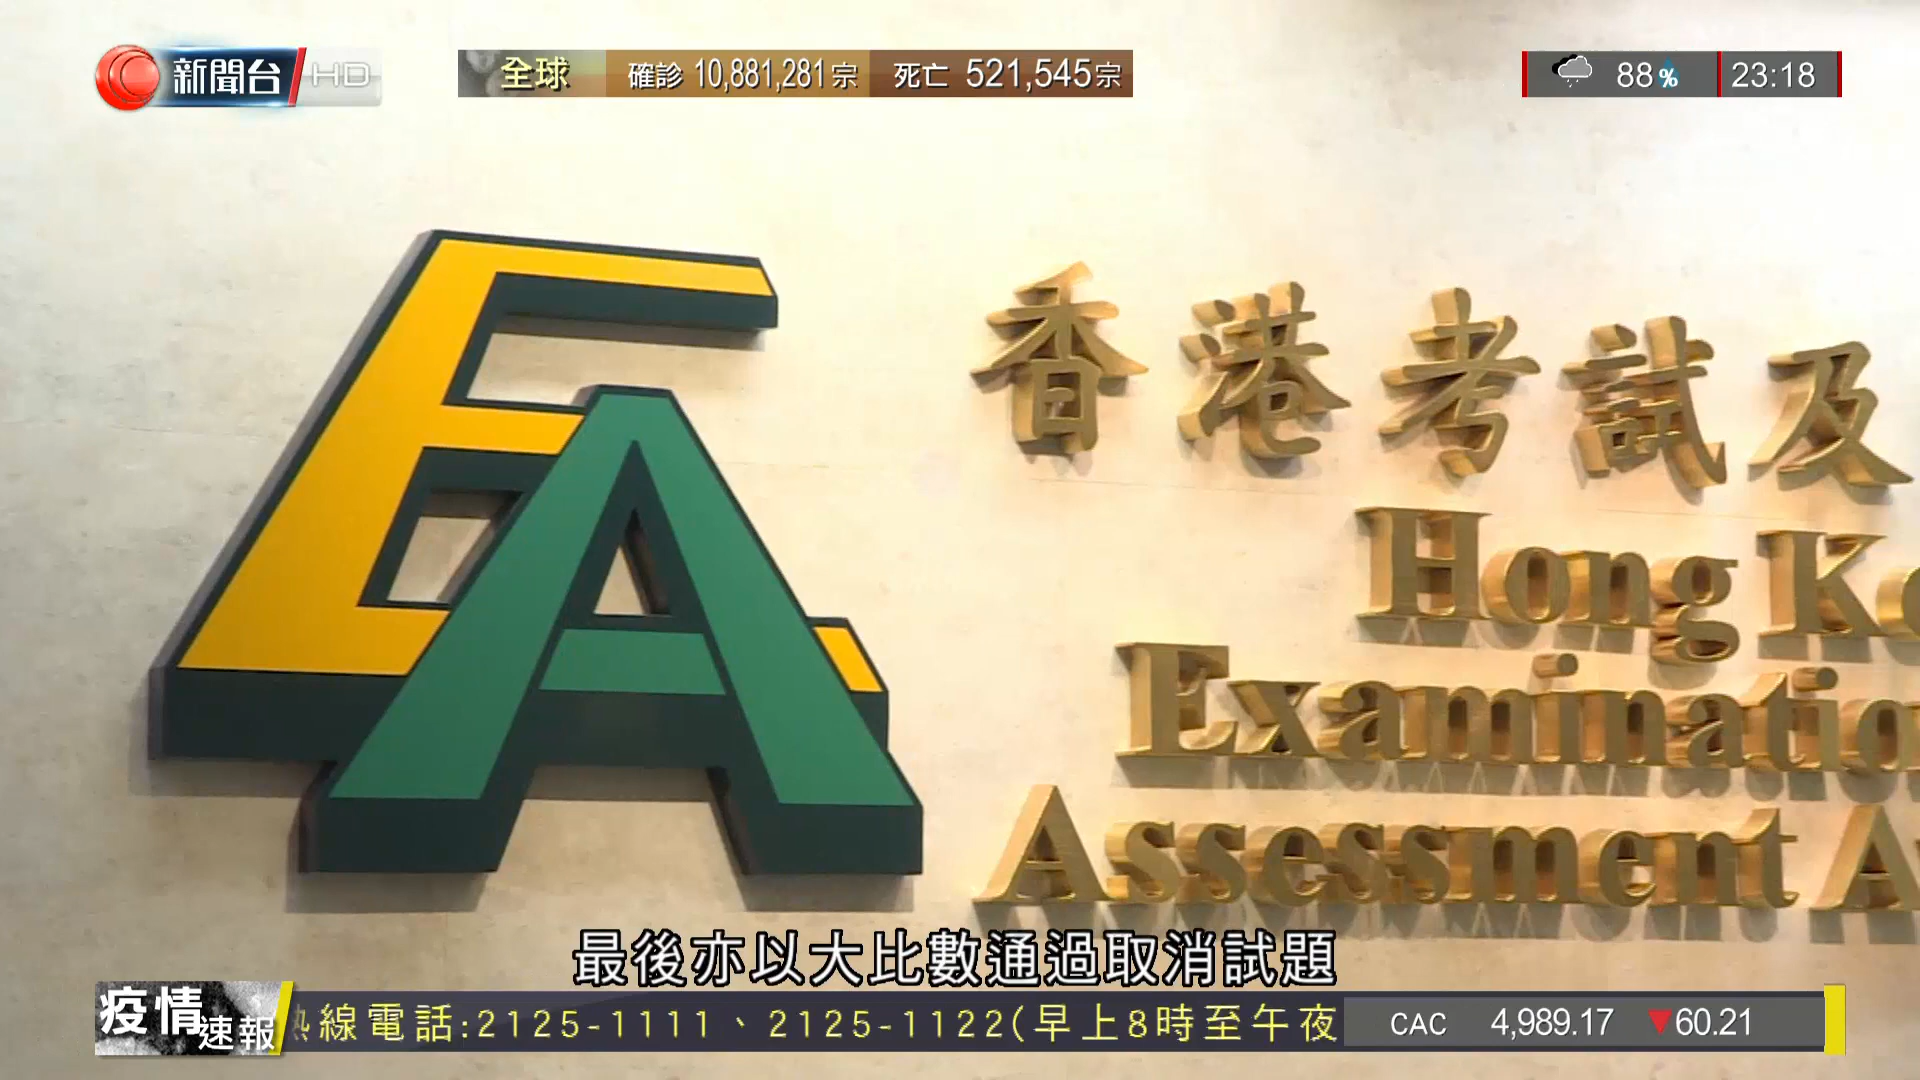 新聞台 HD
全球 確診 10,881,281宗 死亡 521,545宗
88% 23:18
EA
香港考試及
Hong Ko
Examinatio
Assessment A
最後亦以大比數通過取消試題
疫情速報
熱線電話:2125-1111、2125-1122(早上8時至午夜
CAC 4,989.17 ▼60.21